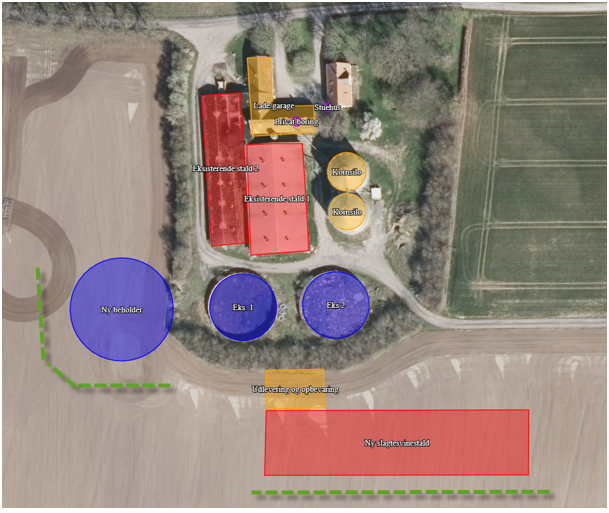 Lade/garage
Stuehus
Privat boring
Eksisterende stald 2
Kornsilo
Eksisterende stald 1
Kornsilo
Ny beholder
Eks. 1
Eks 2
Udlevering og opbevaring
Ny slagtesvinestald